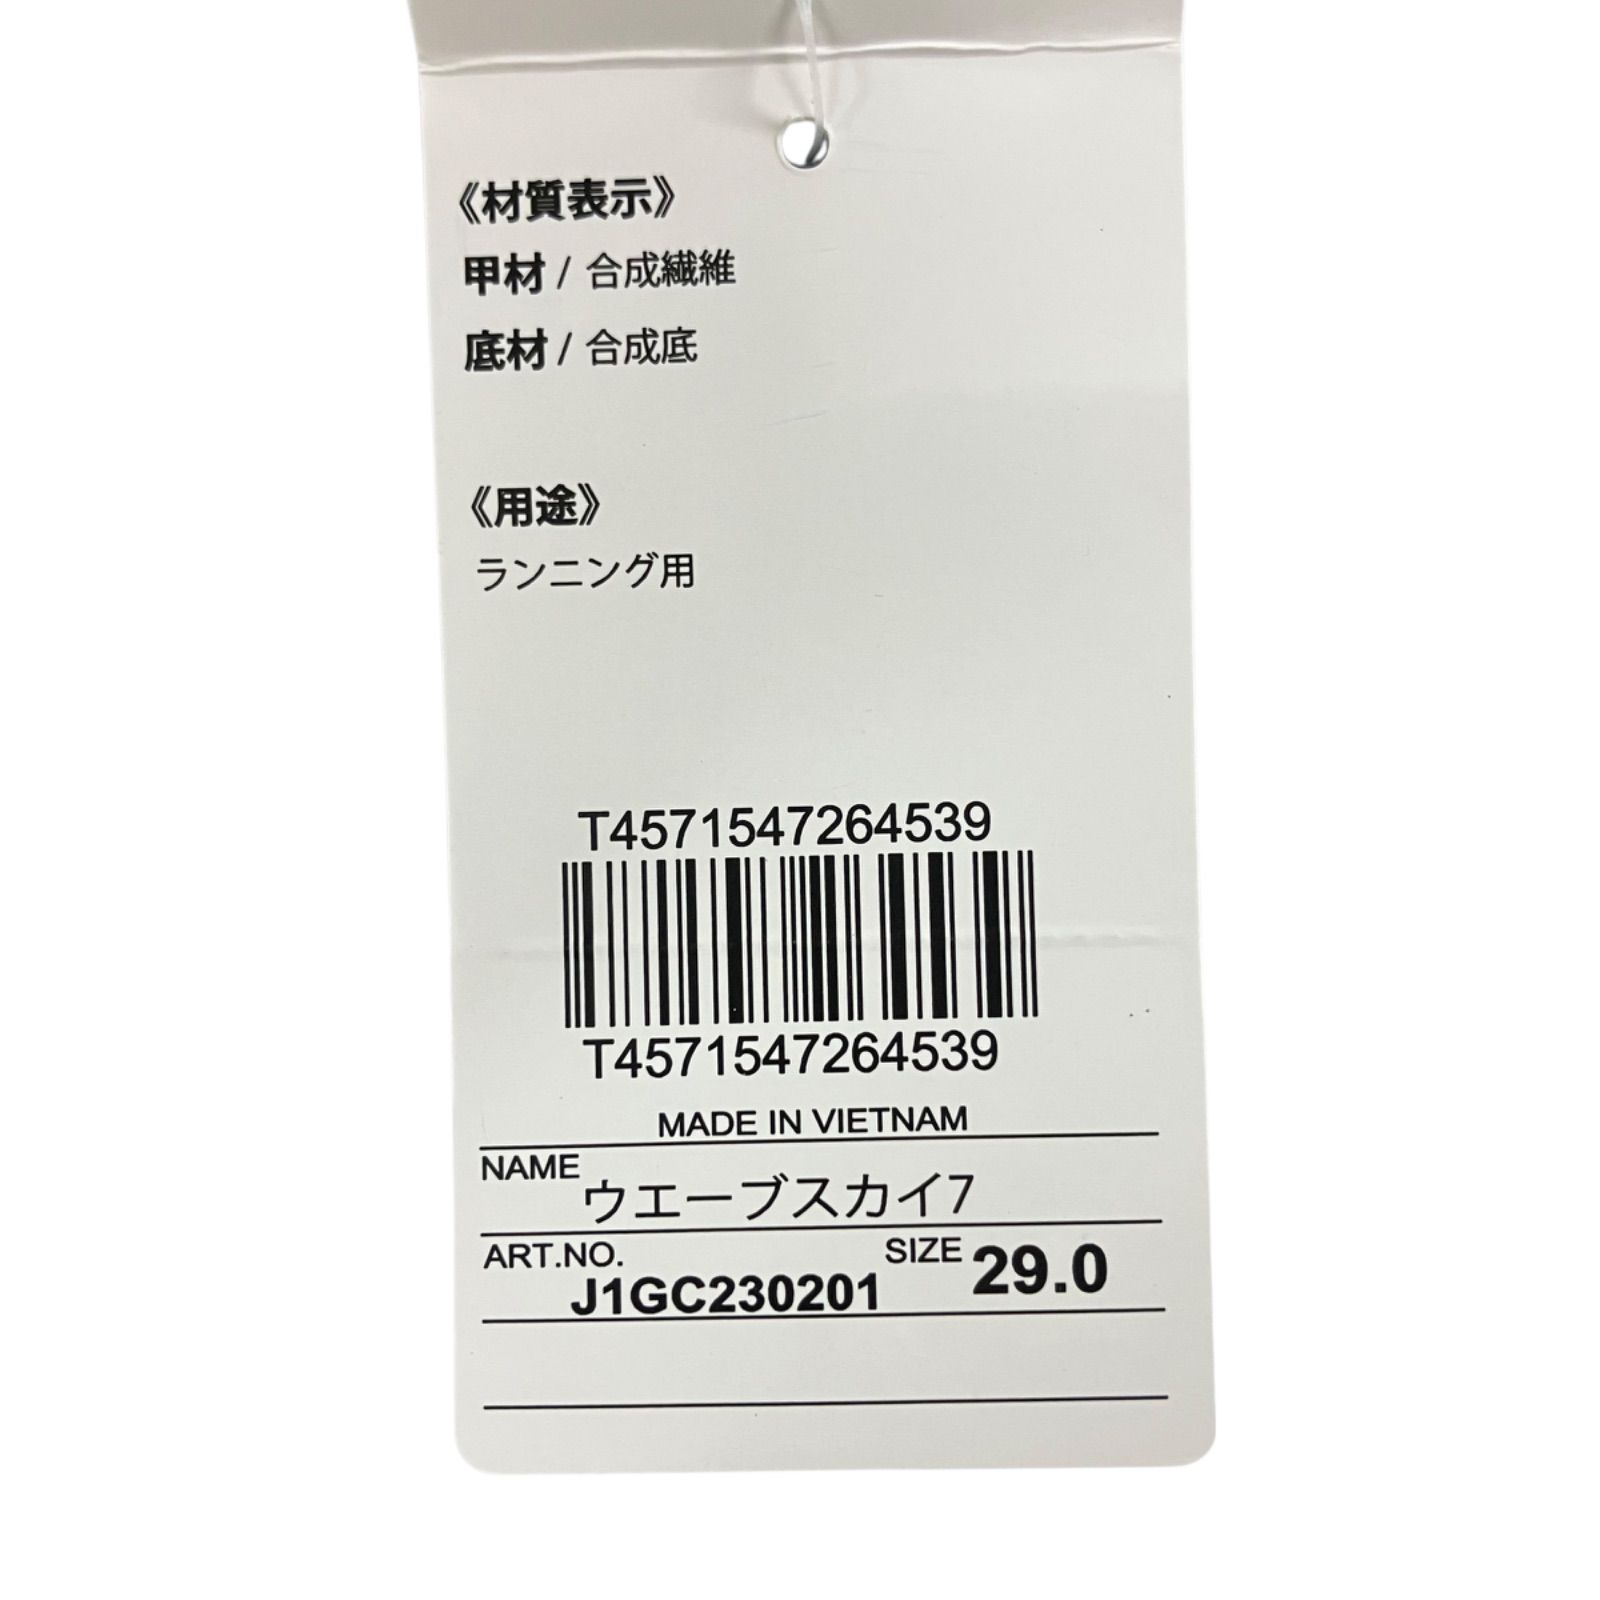 《材質表示》
甲材 / 合成繊維
底材 / 合成底
《用途》
ランニング用
T4571547264539
T4571547264539
MADE IN VIETNAM
NAME
ウエーブスカイ7
ART.NO.
J1GC230201
SIZE 29.0